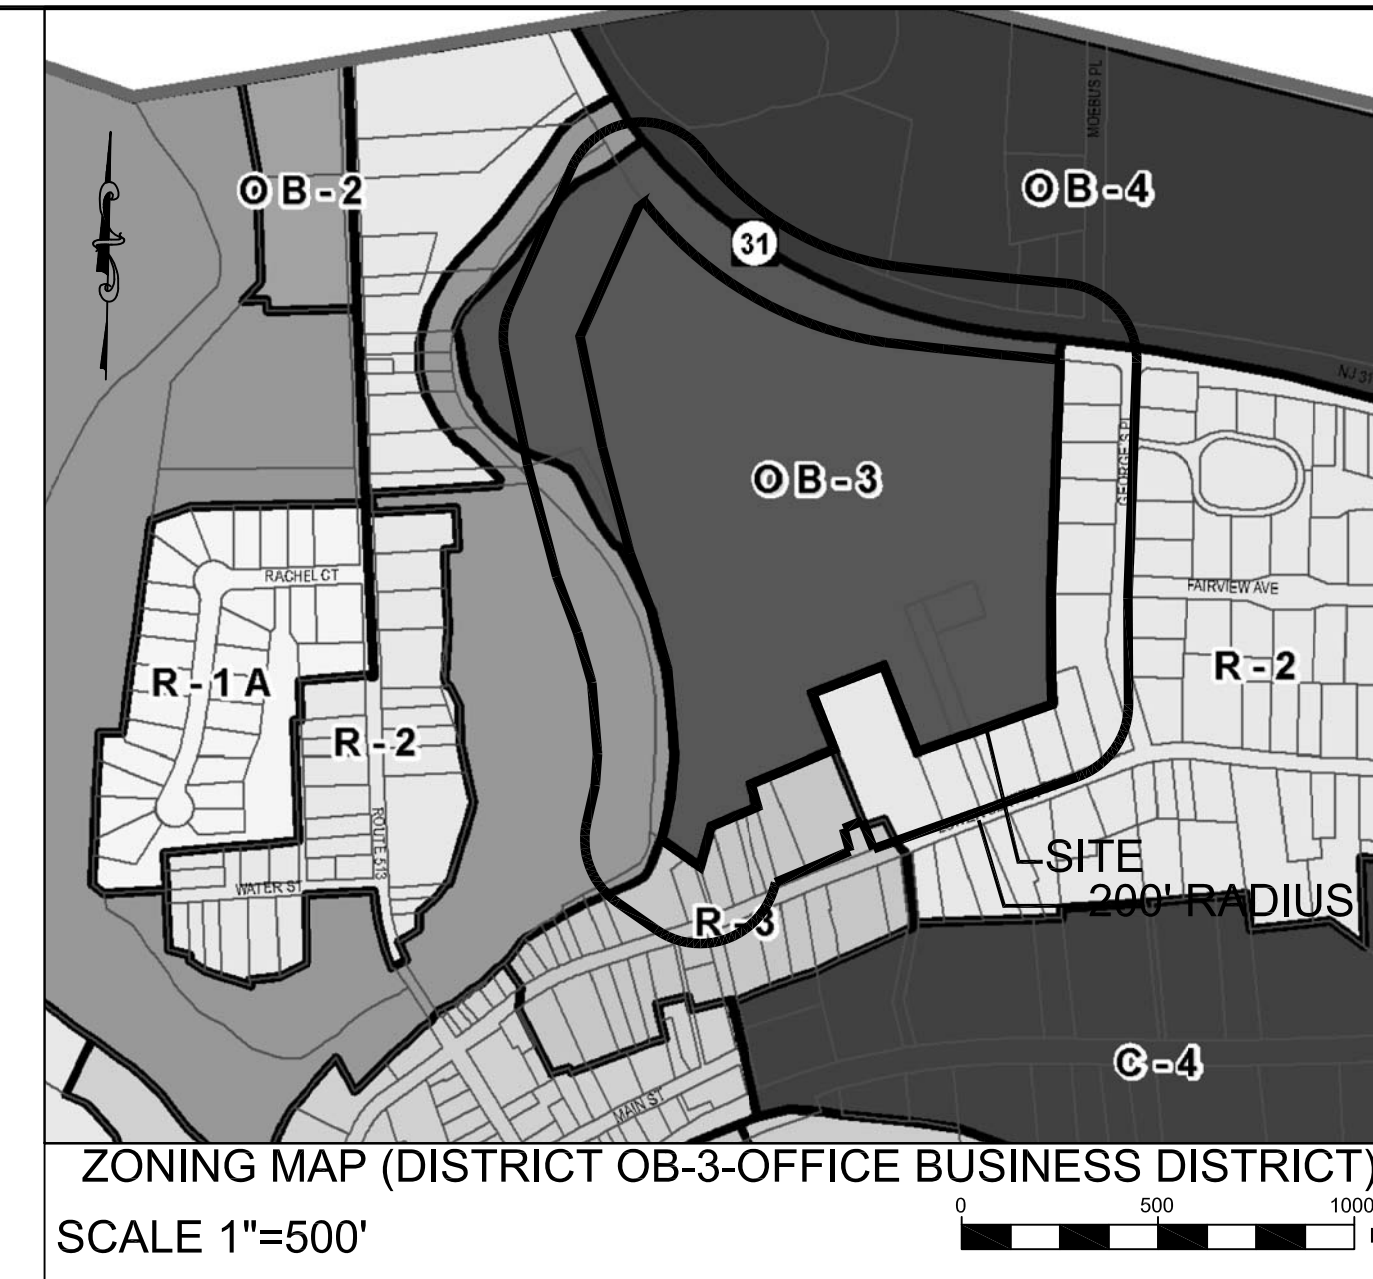 MOEBUS PL
OB-2
OB-4
31
NJ 31
OB-3
GEORGE'S PL
RACHEL CT
FAIRVIEW AVE
R-1A
R-2
R-2
ROUTE 513
SITE
WATER ST
200' RADIUS
R-3
C-4
MAIN ST
ZONING MAP (DISTRICT OB-3-OFFICE BUSINESS DISTRICT)
0 500 1000
SCALE 1"=500'